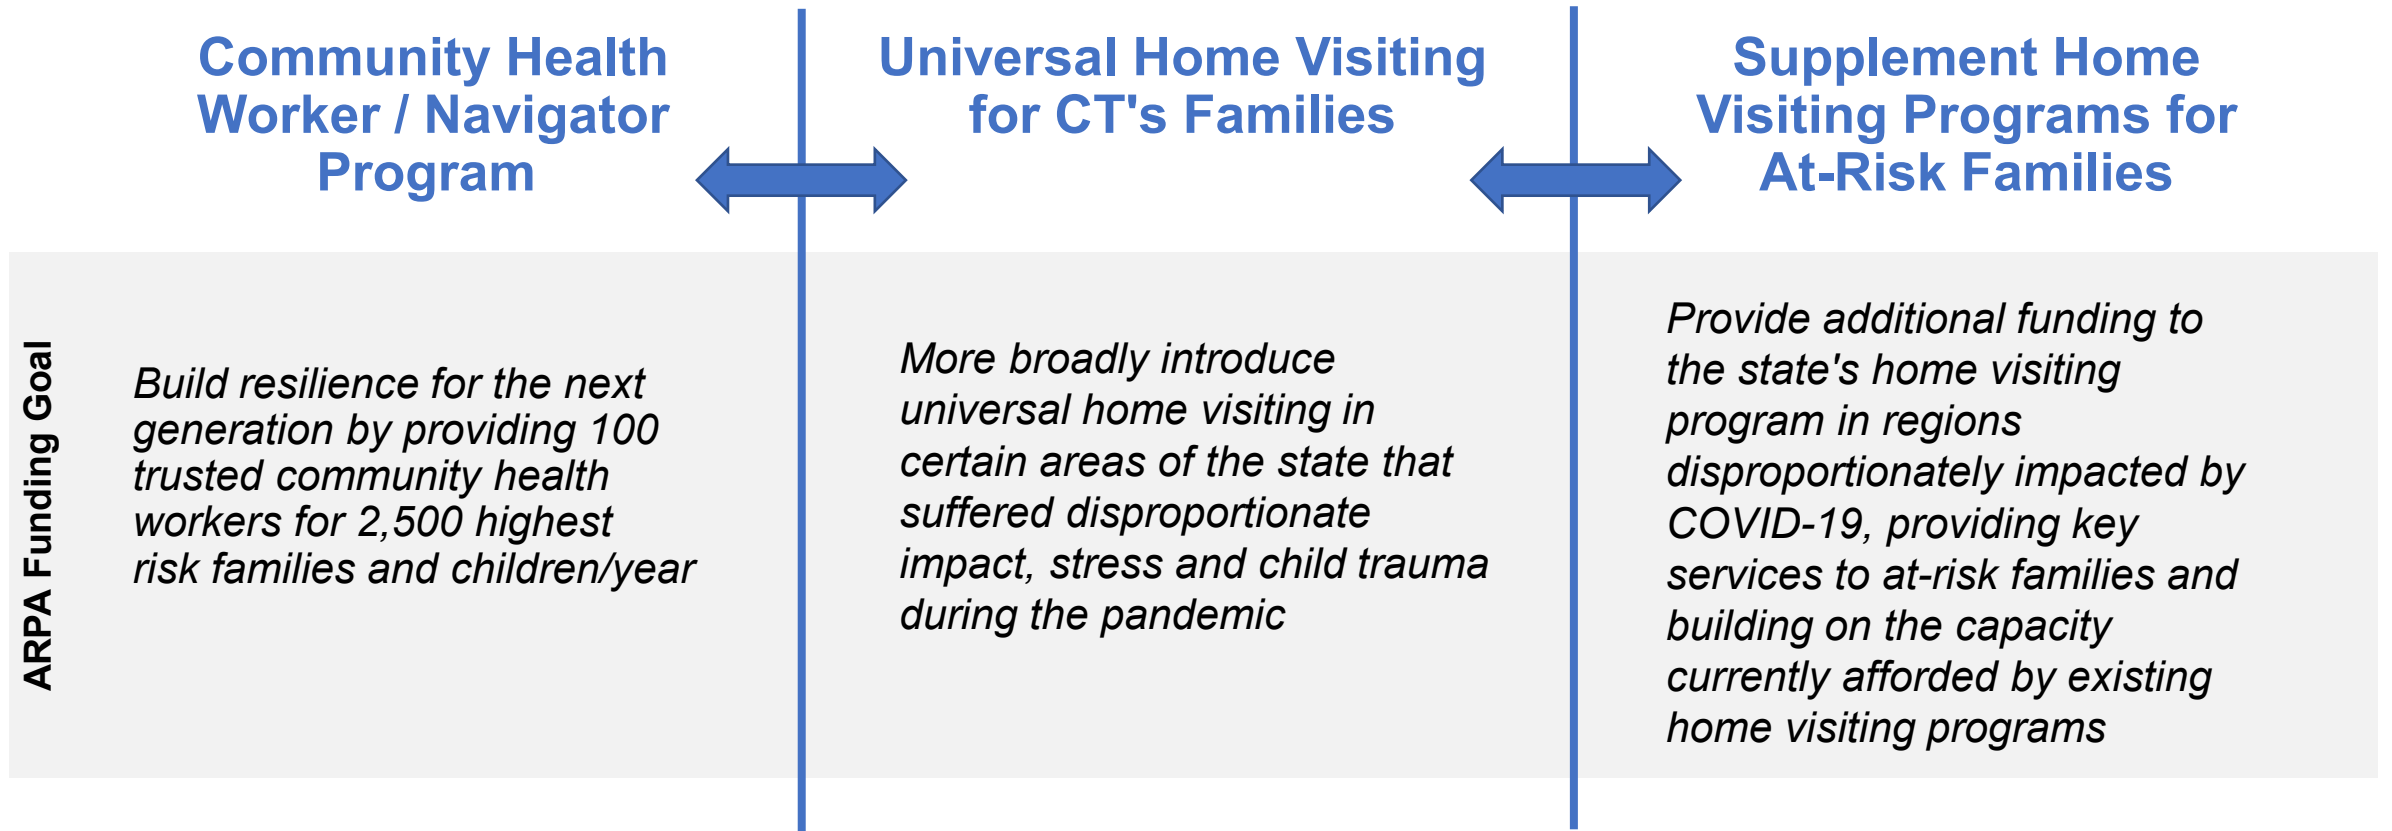 Community Health
Worker / Navigator
Program
Universal Home Visiting
for CT's Families
Supplement Home
Visiting Programs for
At-Risk Families
ARPA Funding Goal
Build resilience for the next
generation by providing 100
trusted community health
workers for 2,500 highest
risk families and children/year
More broadly introduce
universal home visiting in
certain areas of the state that
suffered disproportionate
impact, stress and child trauma
during the pandemic
Provide additional funding to
the state's home visiting
program in regions
disproportionately impacted by
COVID-19, providing key
services to at-risk families and
building on the capacity
currently afforded by existing
home visiting programs